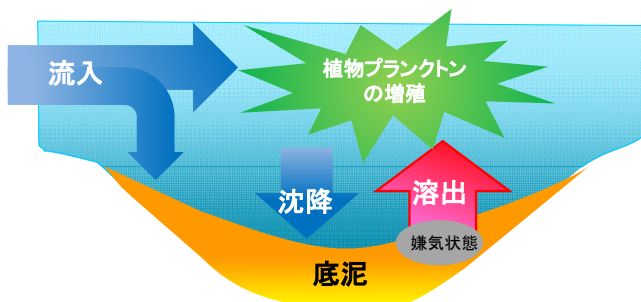 流入
植物プランクトン
の増殖
沈降
溶出
嫌気状態
底泥